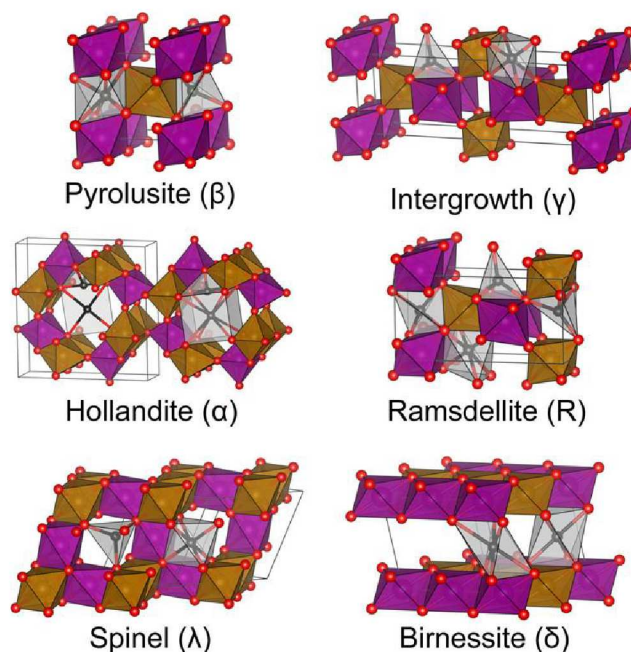 Pyrolusite (β)
Intergrowth (γ)
Hollandite (α)
Ramsdellite (R)
Spinel (λ)
Birnessite (δ)